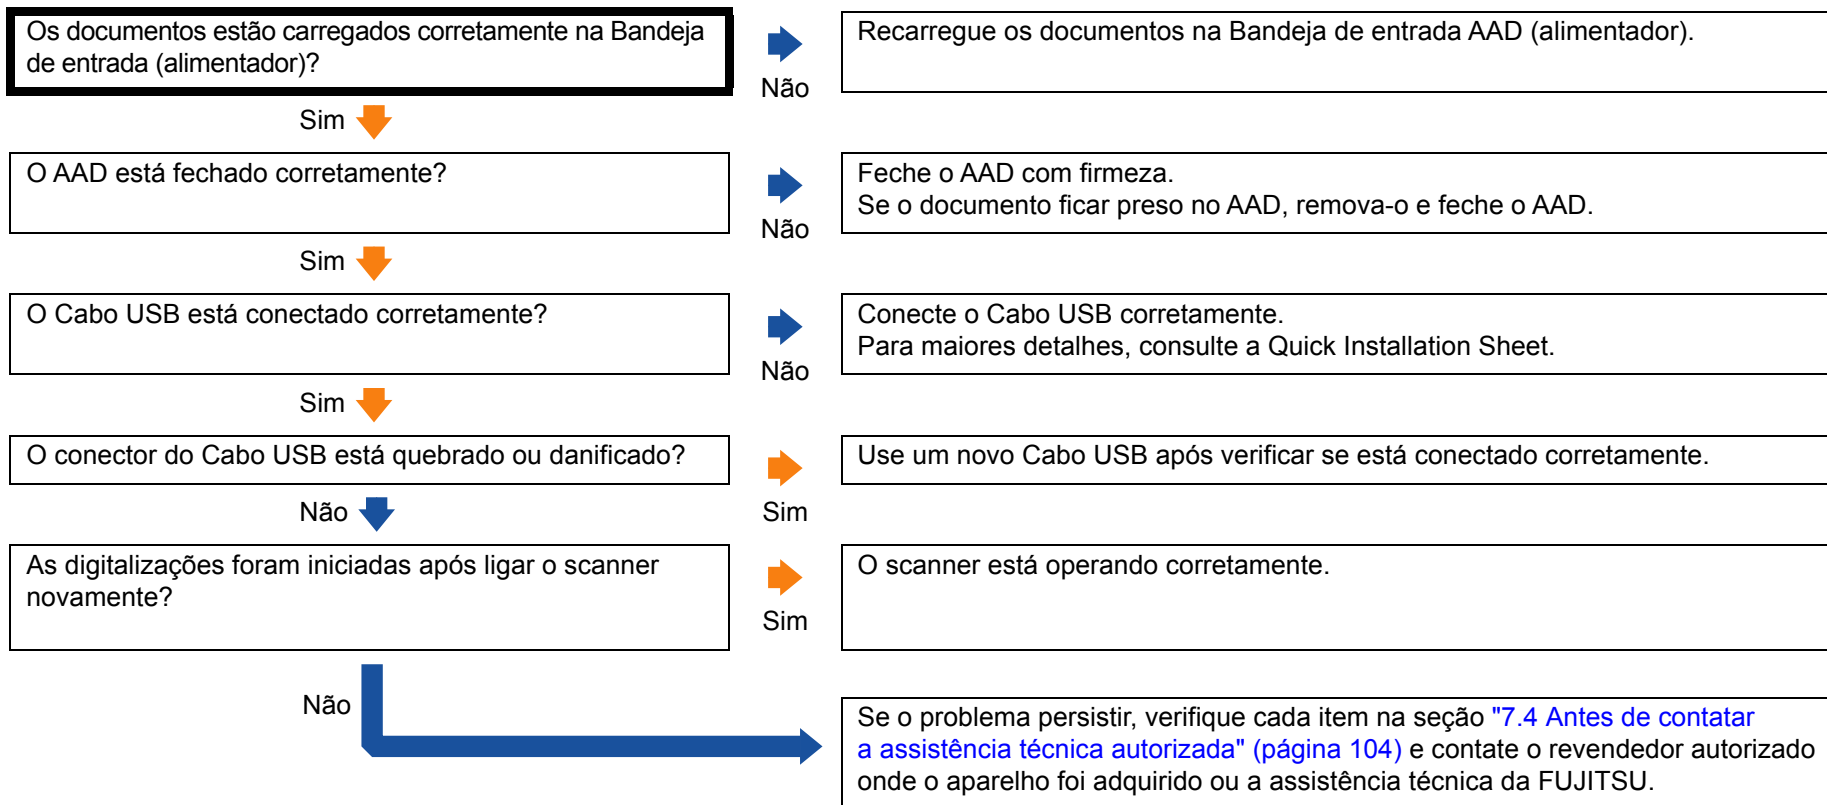 Os documentos estão carregados corretamente na Bandeja
de entrada (alimentador)?
Não
Recarregue os documentos na Bandeja de entrada AAD (alimentador).
Sim
O AAD está fechado corretamente?
Não
Feche o AAD com firmeza.
Se o documento ficar preso no AAD, remova-o e feche o AAD.
Sim
O Cabo USB está conectado corretamente?
Não
Conecte o Cabo USB corretamente.
Para maiores detalhes, consulte a Quick Installation Sheet.
Sim
O conector do Cabo USB está quebrado ou danificado?
Sim
Use um novo Cabo USB após verificar se está conectado corretamente.
Não
As digitalizações foram iniciadas após ligar o scanner
novamente?
Sim
O scanner está operando corretamente.
Não
Se o problema persistir, verifique cada item na seção "7.4 Antes de contatar
a assistência técnica autorizada" (página 104) e contate o revendedor autorizado
onde o aparelho foi adquirido ou a assistência técnica da FUJITSU.